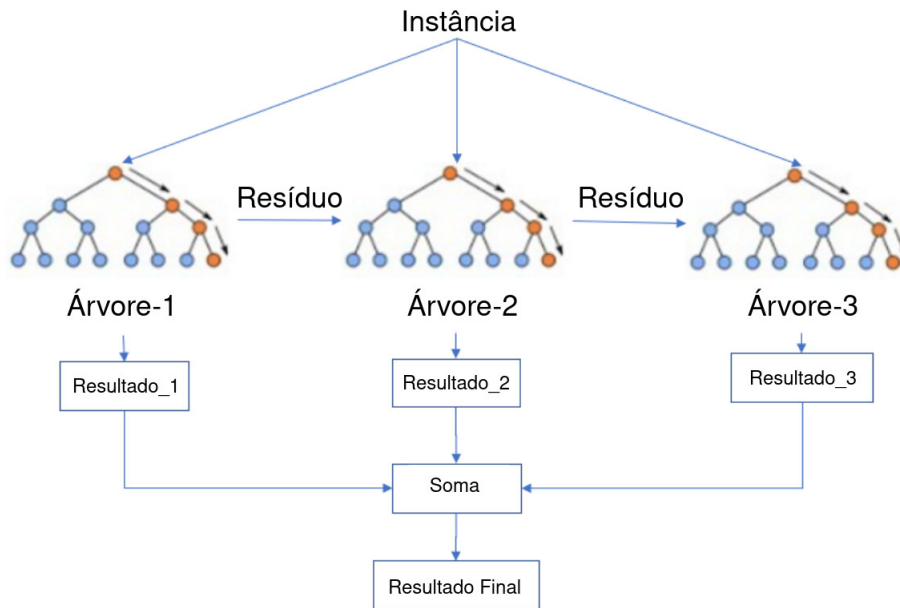 Instância
Resíduo
Resíduo
Árvore-1
Árvore-2
Árvore-3
Resultado_1
Resultado_2
Resultado_3
Soma
Resultado Final